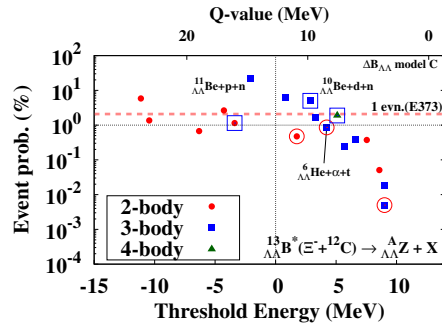 Q-value (MeV)
20 10 0
ΔB_ΛΛ model C
Event prob. (%)
10^2
10^1
10^0
10^-1
10^-2
10^-3
10^-4
^11_ΛΛBe+p+n
^10_ΛΛBe+d+n
1 evn.(E373)
^6_ΛΛHe+α+t
2-body
3-body
4-body
^13_ΛΛB^*(Ξ^-+^12C) → ^A_ΛΛZ + X
-15 -10 -5 0 5 10
Threshold Energy (MeV)